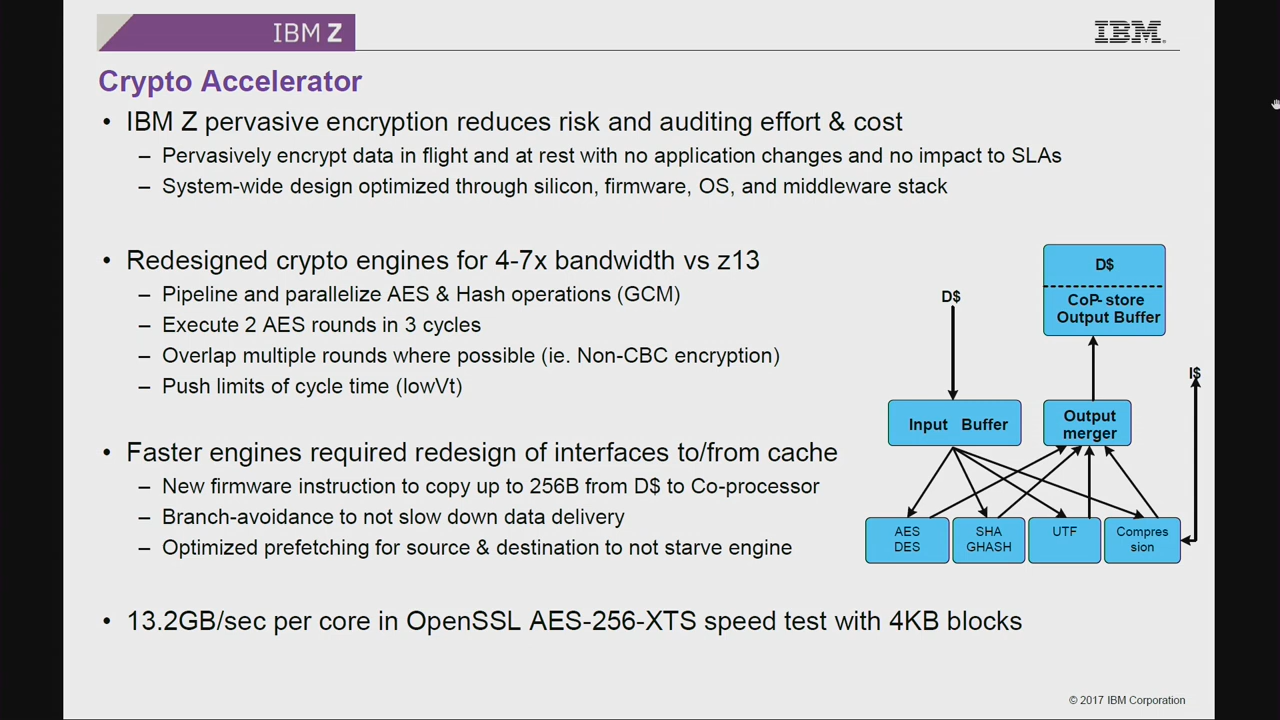 IBM Z
IBM
Crypto Accelerator
• IBM Z pervasive encryption reduces risk and auditing effort & cost
– Pervasively encrypt data in flight and at rest with no application changes and no impact to SLAs
– System-wide design optimized through silicon, firmware, OS, and middleware stack
• Redesigned crypto engines for 4-7x bandwidth vs z13
– Pipeline and parallelize AES & Hash operations (GCM)
– Execute 2 AES rounds in 3 cycles
– Overlap multiple rounds where possible (ie. Non-CBC encryption)
– Push limits of cycle time (lowVt)
• Faster engines required redesign of interfaces to/from cache
– New firmware instruction to copy up to 256B from D$ to Co-processor
– Branch-avoidance to not slow down data delivery
– Optimized prefetching for source & destination to not starve engine
• 13.2GB/sec per core in OpenSSL AES-256-XTS speed test with 4KB blocks
D$
CoP-store
Output Buffer
D$
I$
Input Buffer
Output
merger
AES
DES
SHA
GHASH
UTF
Compres
sion
© 2017 IBM Corporation